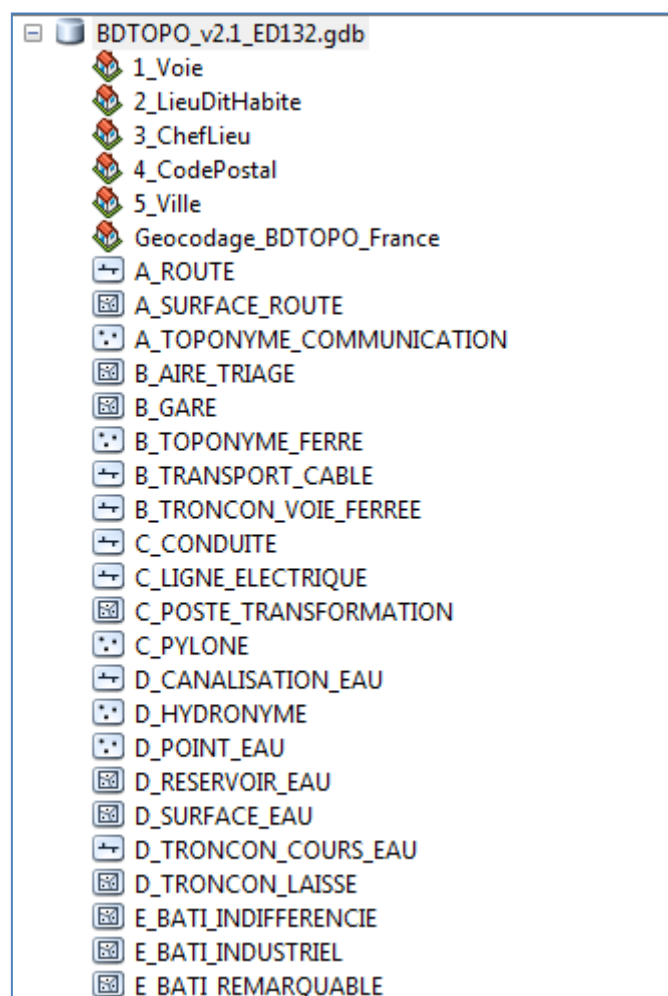 BDTOPO_v2.1_ED132.gdb
1_Voie
2_LieuDitHabite
3_ChefLieu
4_CodePostal
5_Ville
Geocodage_BDTOPO_France
A_ROUTE
A_SURFACE_ROUTE
A_TOPONYME_COMMUNICATION
B_AIRE_TRIAGE
B_GARE
B_TOPONYME_FERRE
B_TRANSPORT_CABLE
B_TRONCON_VOIE_FERREE
C_CONDUITE
C_LIGNE_ELECTRIQUE
C_POSTE_TRANSFORMATION
C_PYLONE
D_CANALISATION_EAU
D_HYDRONYME
D_POINT_EAU
D_RESERVOIR_EAU
D_SURFACE_EAU
D_TRONCON_COURS_EAU
D_TRONCON_LAISSE
E_BATI_INDIFFERENCIE
E_BATI_INDUSTRIEL
E_BATI_REMARQUABLE